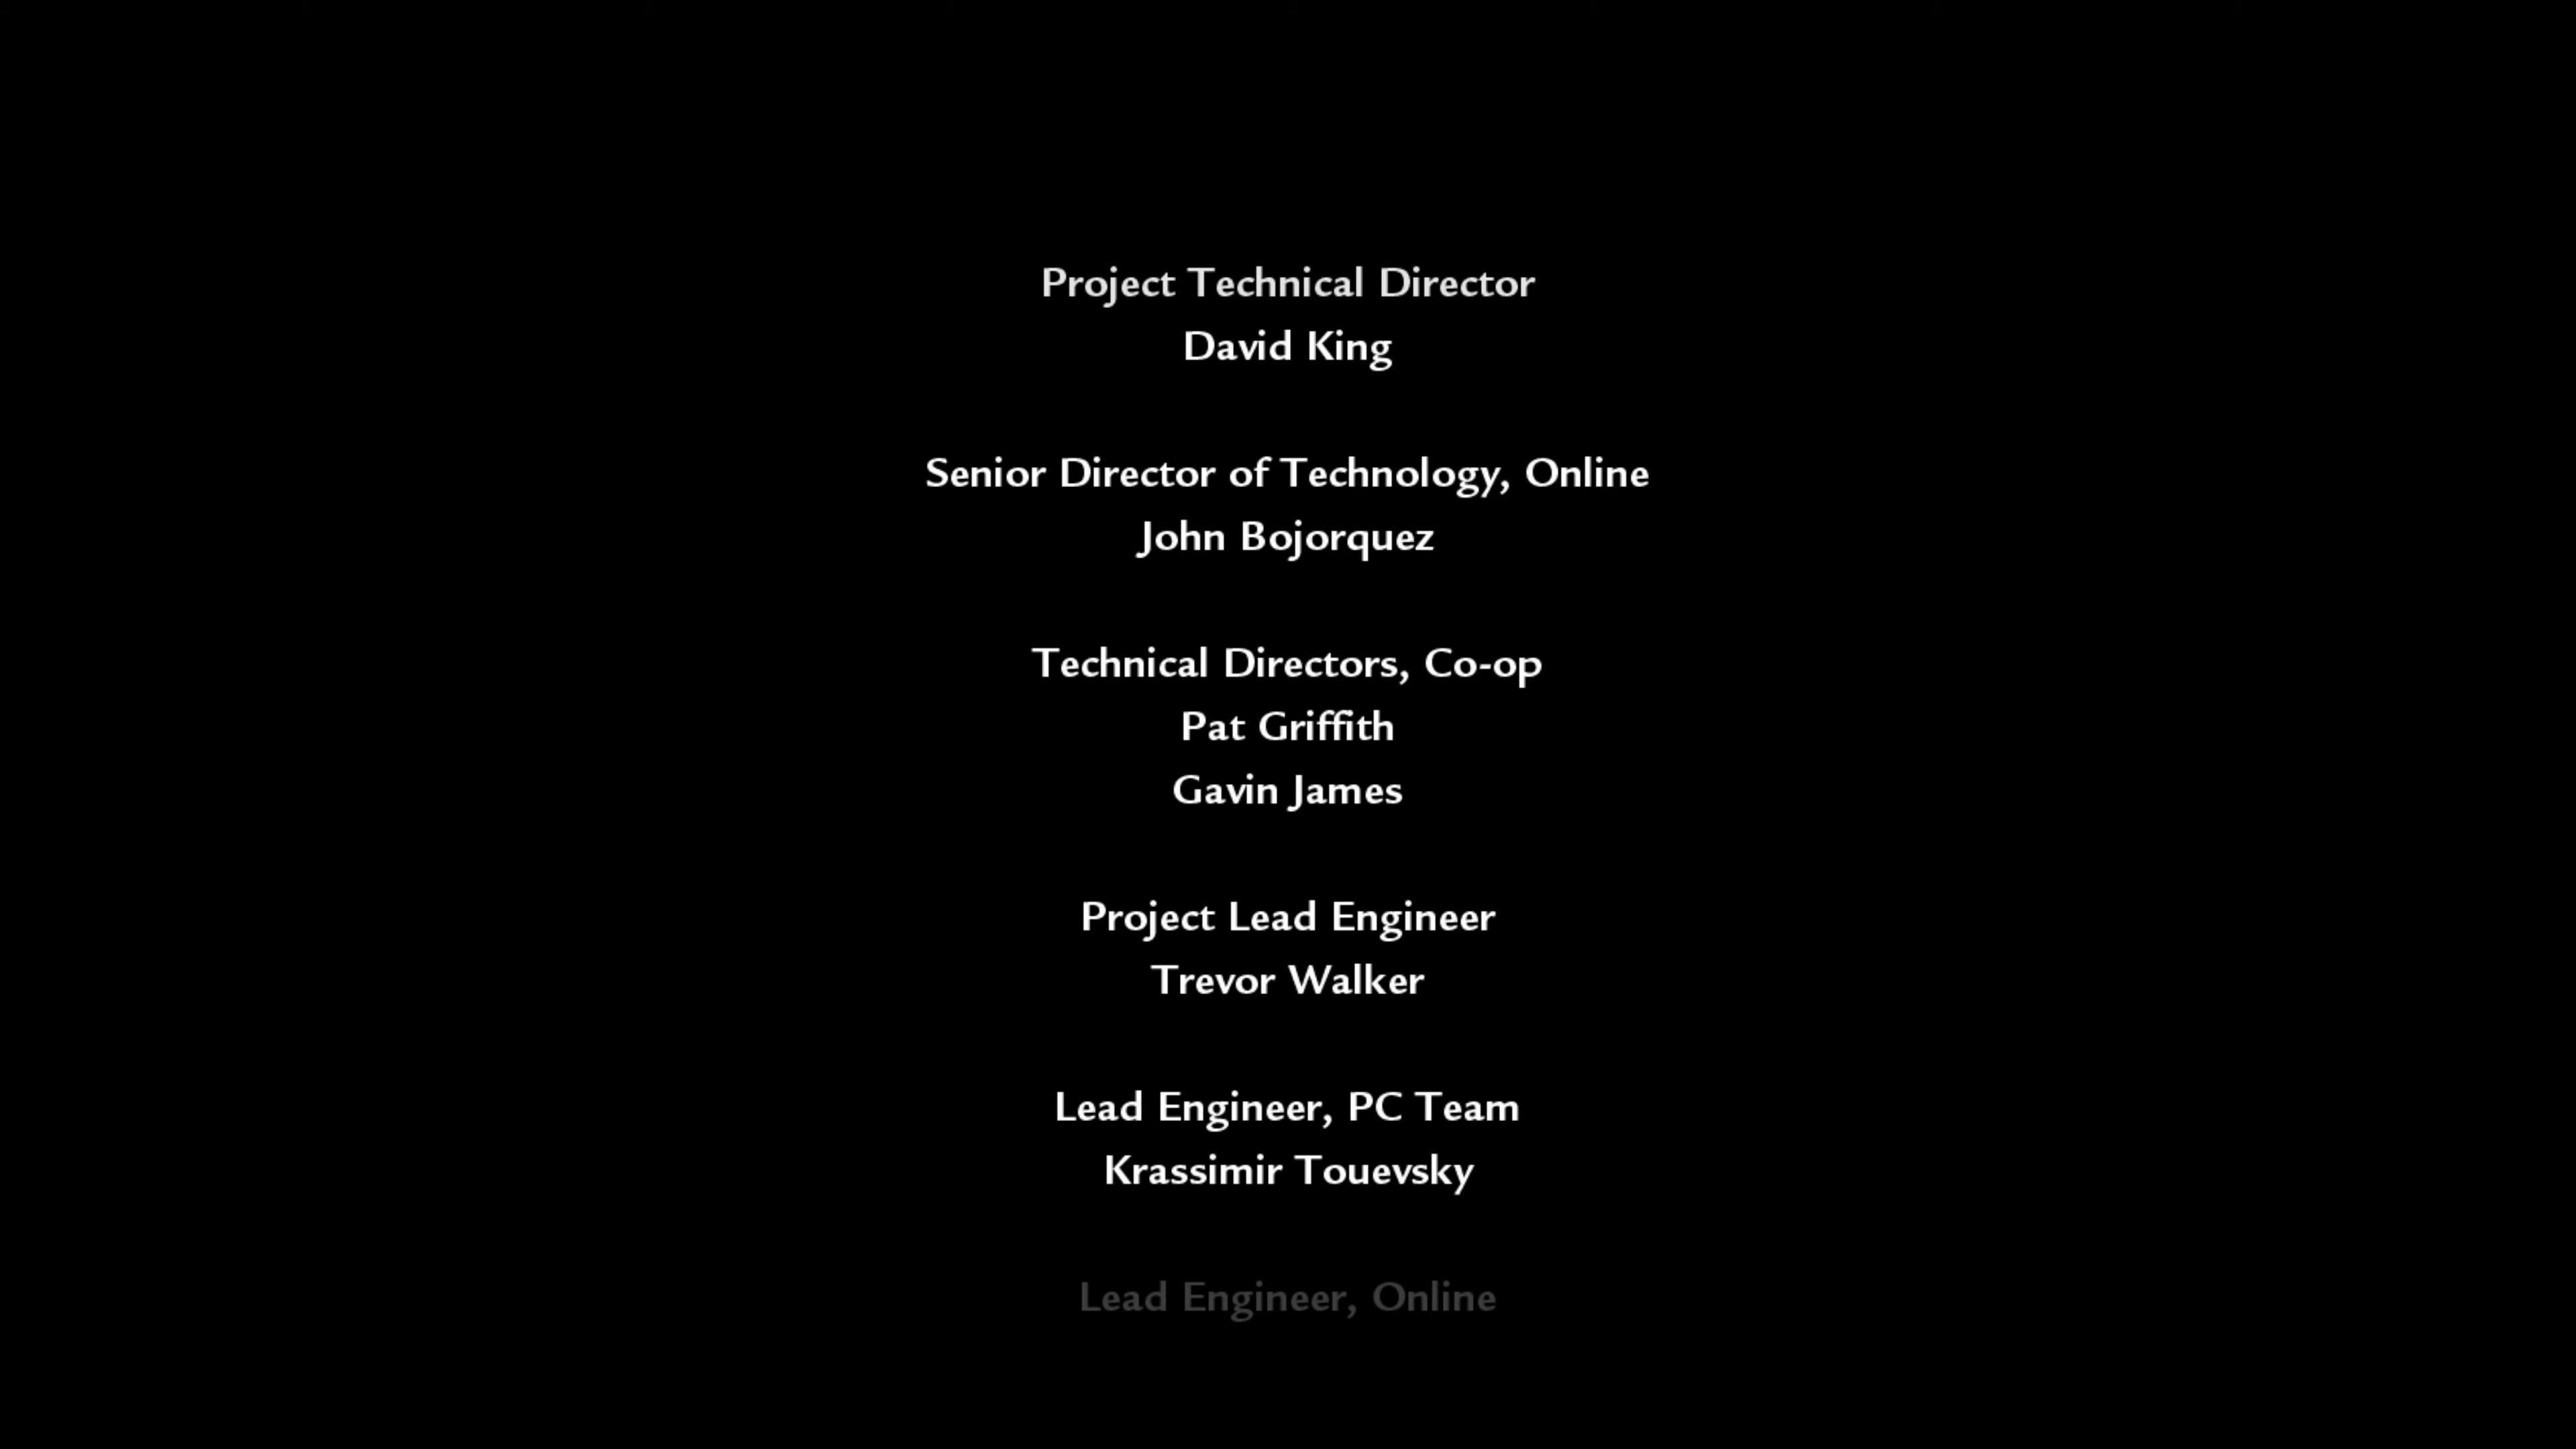 Project Technical Director
David King
Senior Director of Technology, Online
John Bojorquez
Technical Directors, Co-op
Pat Griffith
Gavin James
Project Lead Engineer
Trevor Walker
Lead Engineer, PC Team
Krassimir Touevsky
Lead Engineer, Online